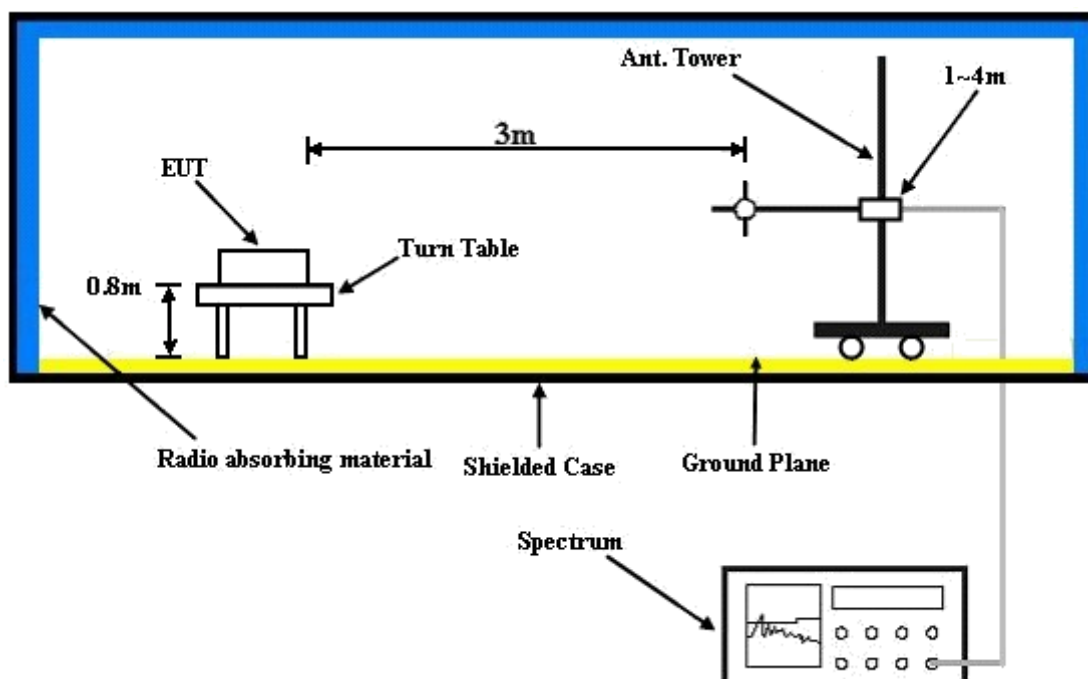 Ant. Tower
1~4m
3m
EUT
Turn Table
0.8m
Radio absorbing material
Shielded Case
Ground Plane
Spectrum